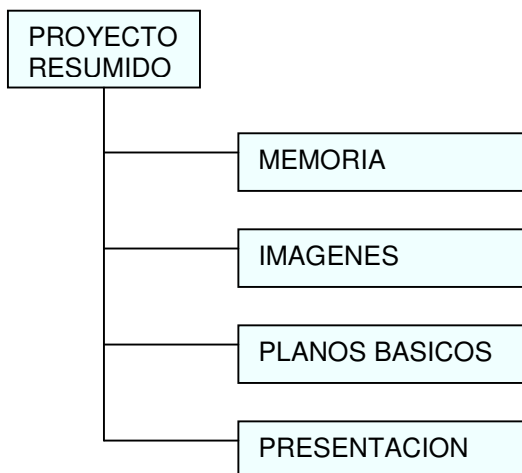 PROYECTO
RESUMIDO
MEMORIA
IMAGENES
PLANOS BASICOS
PRESENTACION